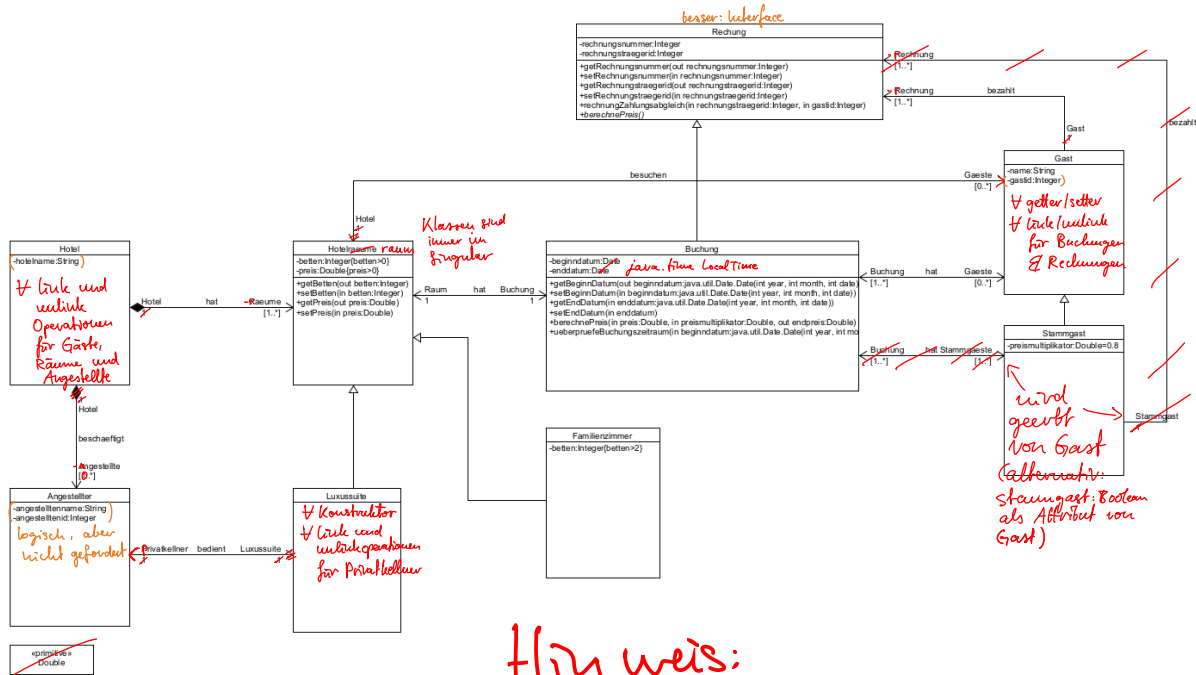 besser: Interface
Rechung
-rechnungsnummer:Integer
-rechnungstraegerid:Integer
+getRechnungsnummer(out rechnungsnummer:Integer)
+setRechnungsnummer(in rechnungsnummer:Integer)
+getRechnungstraegerid(out rechnungstraegerid:Integer)
+setRechnungstraegerid(in rechnungstraegerid:Integer)
+rechnungZahlungsabgleich(in rechnungstraegerid:Integer, in gastid:Integer)
+berechnePreis()
Rechnung
[1..*]
-Rechnung
bezahlt
[1..*]
bezahlt
Gast
1
Gast
-name:String
(-gastid:Integer)
∀ getter/setter
∀ link/unlink
für Buchungen
& Rechnungen
besuchen
Gaeste
[0..*]
Hotel
Klassen sind
immer im
Singular
Hotel
(-hotelname:String)
∀ link und
unlink
Operationen
für Gäste,
Räume und
Angestellte
Hotel
hat
-Raeume
1
[1..*]
Hotelraeume raum
-betten:Integer{betten>0}
-preis:Double{preis>0}
+getBetten(out betten:Integer)
+setBetten(in betten:Integer)
+getPreis(out preis:Double)
+setPreis(in preis:Double)
Raum
hat
Buchung
1
1
Buchung
-beginndatum:Date
-enddatum:Date
java.time LocalTime
+getBeginnDatum(out beginndatum:java.util.Date.Date(int year, int month, int date)
+setBeginnDatum(in beginndatum:java.util.Date.Date(int year, int month, int date))
+getEndDatum(in enddatum:java.util.Date.Date(int year, int month, int date))
+setEndDatum(in enddatum)
+berechnePreis(in preis:Double, in preismultiplikator:Double, out endpreis:Double)
+ueberpruefeBuchungszeitraum(in beginndatum:java.util.Date.Date(int year, int mo
Buchung
hat
Gaeste
[1..*]
[0..*]
Buchung
hat Stammgaeste
[1..*]
[1..*]
Stammgast
-preismultiplikator:Double=0.8
wird
geerbt
von Gast
(alternativ:
stammgast: Boolean
als Attribut von
Gast)
Stammgast
Hotel
beschaeftigt
-Angestellte
[0..*]
Angestellter
(-angestelltenname:String)
(-angestelltenid:Integer)
logisch, aber
nicht gefordert
Privatkellner
bedient
Luxussuite
1
Luxussuite
∀ Konstruktor
∀ link und
unlinkoperationen
für Privatkellner
Familienzimmer
-betten:Integer{betten>2}
«primitive»
Double
Hinweis: